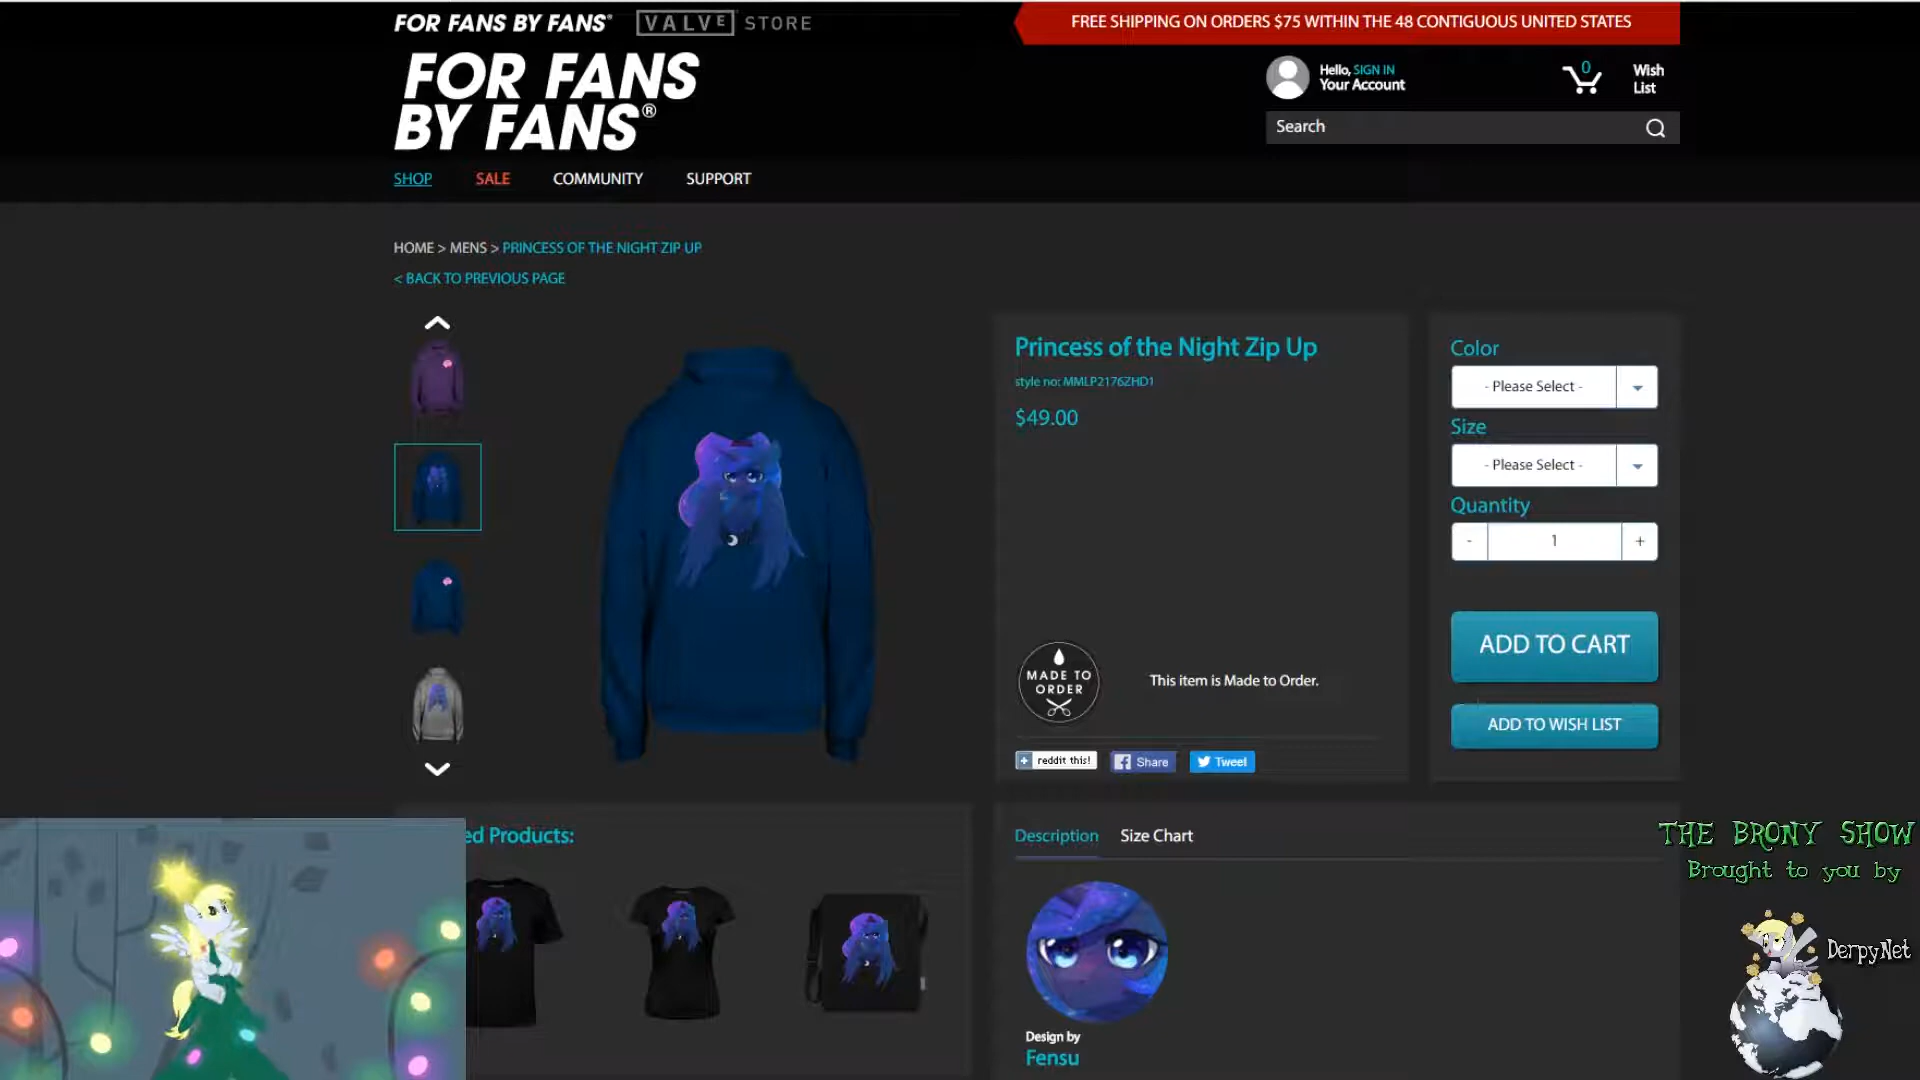 FOR FANS BY FANS®
VALVE® STORE
FREE SHIPPING ON ORDERS $75 WITHIN THE 48 CONTIGUOUS UNITED STATES
FOR FANS
BY FANS®
Hello, SIGN IN
Your Account
0
Wish
List
Search
SHOP
SALE
COMMUNITY
SUPPORT
HOME > MENS > PRINCESS OF THE NIGHT ZIP UP
< BACK TO PREVIOUS PAGE
Princess of the Night Zip Up
style no: MMLP2176ZHD1
$49.00
MADE TO
ORDER
This item is Made to Order.
reddit this!
Share
Tweet
Color
- Please Select -
Size
- Please Select -
Quantity
- 1 +
ADD TO CART
ADD TO WISH LIST
ed Products:
Description
Size Chart
Design by
Fensu
THE BRONY SHOW
Brought to you by
DerpyNet